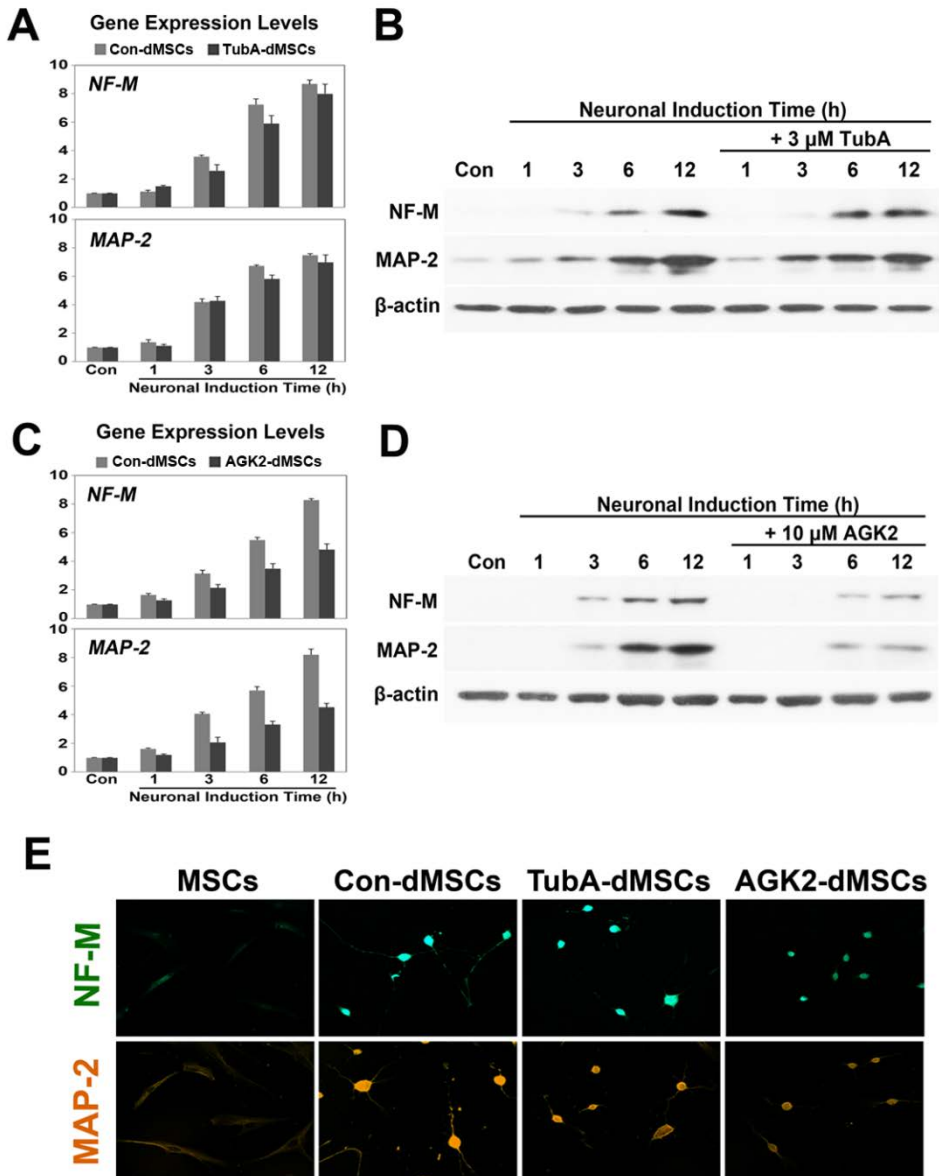 A
Gene Expression Levels
Con-dMSCs TubA-dMSCs
NF-M
10
8
6
4
2
0
MAP-2
10
8
6
4
2
0
Con 1 3 6 12
Neuronal Induction Time (h)
B
Neuronal Induction Time (h)
+ 3 µM TubA
Con 1 3 6 12 1 3 6 12
NF-M
MAP-2
β-actin
C
Gene Expression Levels
Con-dMSCs AGK2-dMSCs
NF-M
10
8
6
4
2
0
MAP-2
10
8
6
4
2
0
Con 1 3 6 12
Neuronal Induction Time (h)
D
Neuronal Induction Time (h)
+ 10 µM AGK2
Con 1 3 6 12 1 3 6 12
NF-M
MAP-2
β-actin
E
MSCs Con-dMSCs TubA-dMSCs AGK2-dMSCs
NF-M
MAP-2